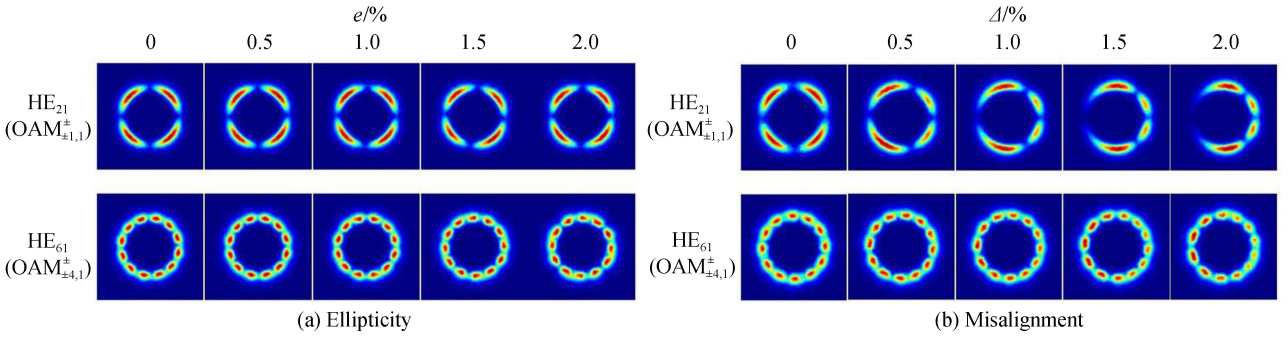 e/%
0 0.5 1.0 1.5 2.0
HE₂₁
(OAM±±1,1)
HE₆₁
(OAM±±4,1)
(a) Ellipticity
Δ/%
0 0.5 1.0 1.5 2.0
HE₂₁
(OAM±±1,1)
HE₆₁
(OAM±±4,1)
(b) Misalignment